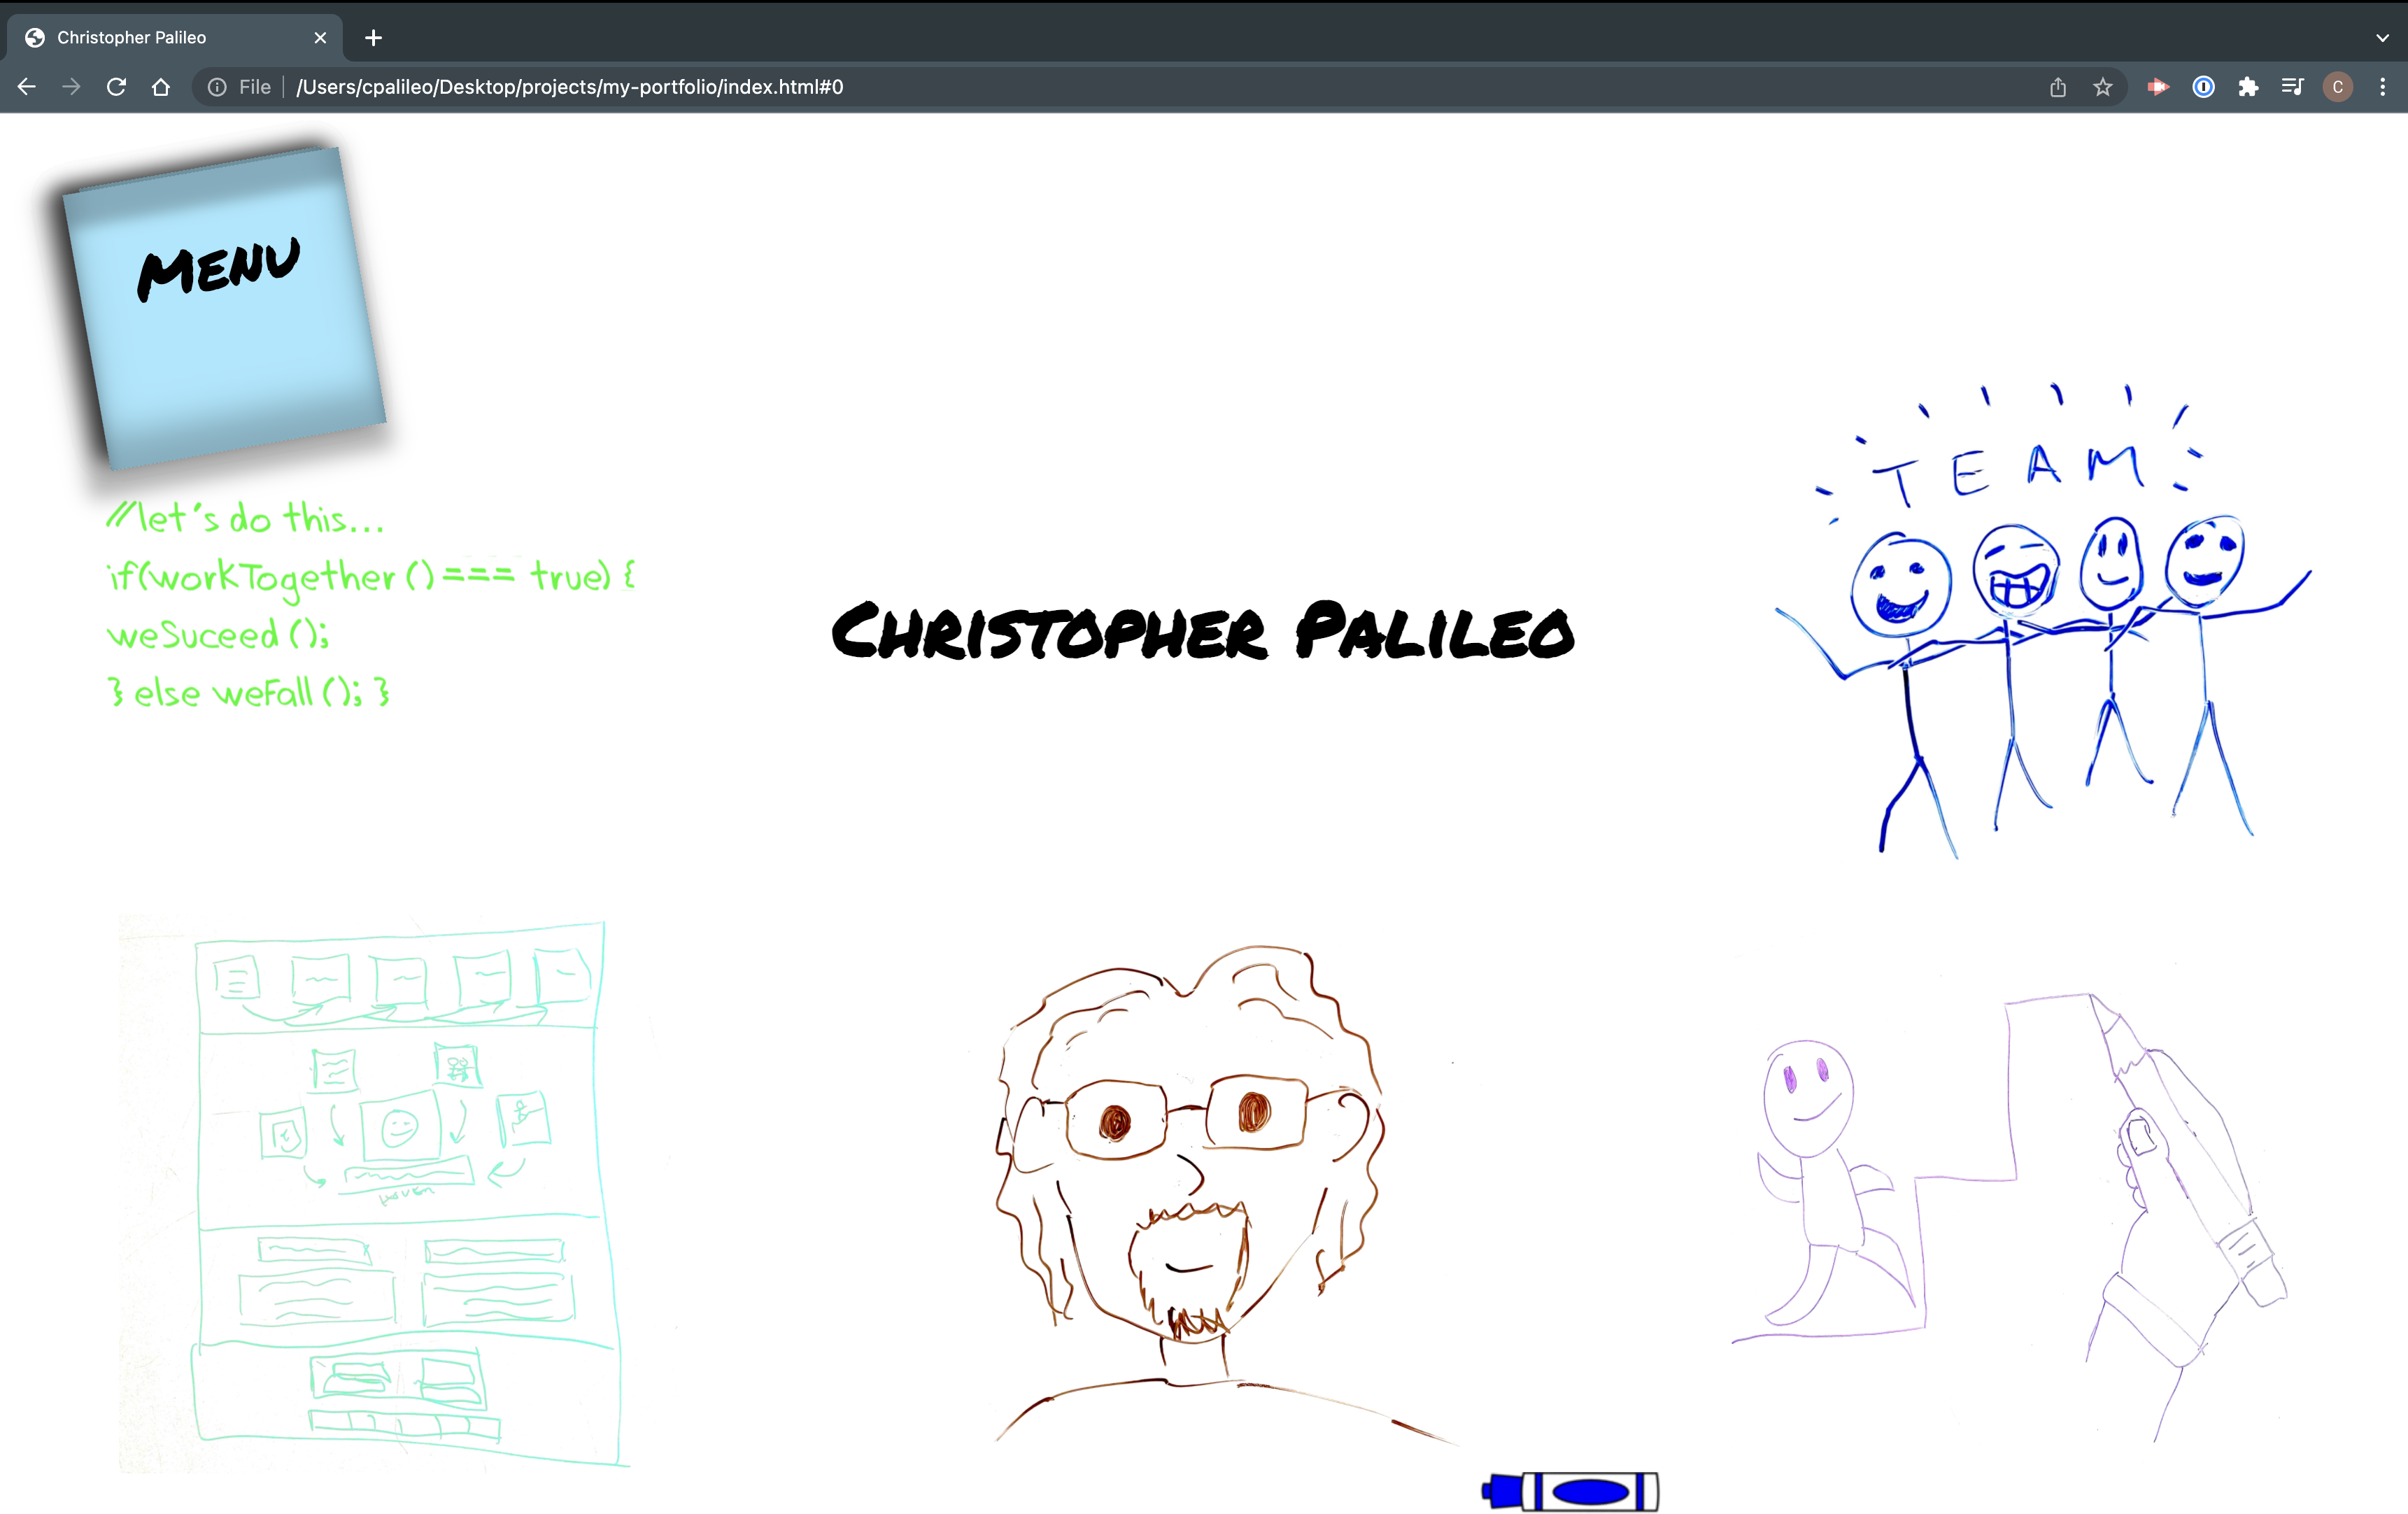 Christopher Palileo
File
/Users/cpalileo/Desktop/projects/my-portfolio/index.html#0
C
MENU
//let's do this...
if(workTogether () === true) {
weSuceed ();
} else weFall (); }
CHRISTOPHER PALILEO
TEAM